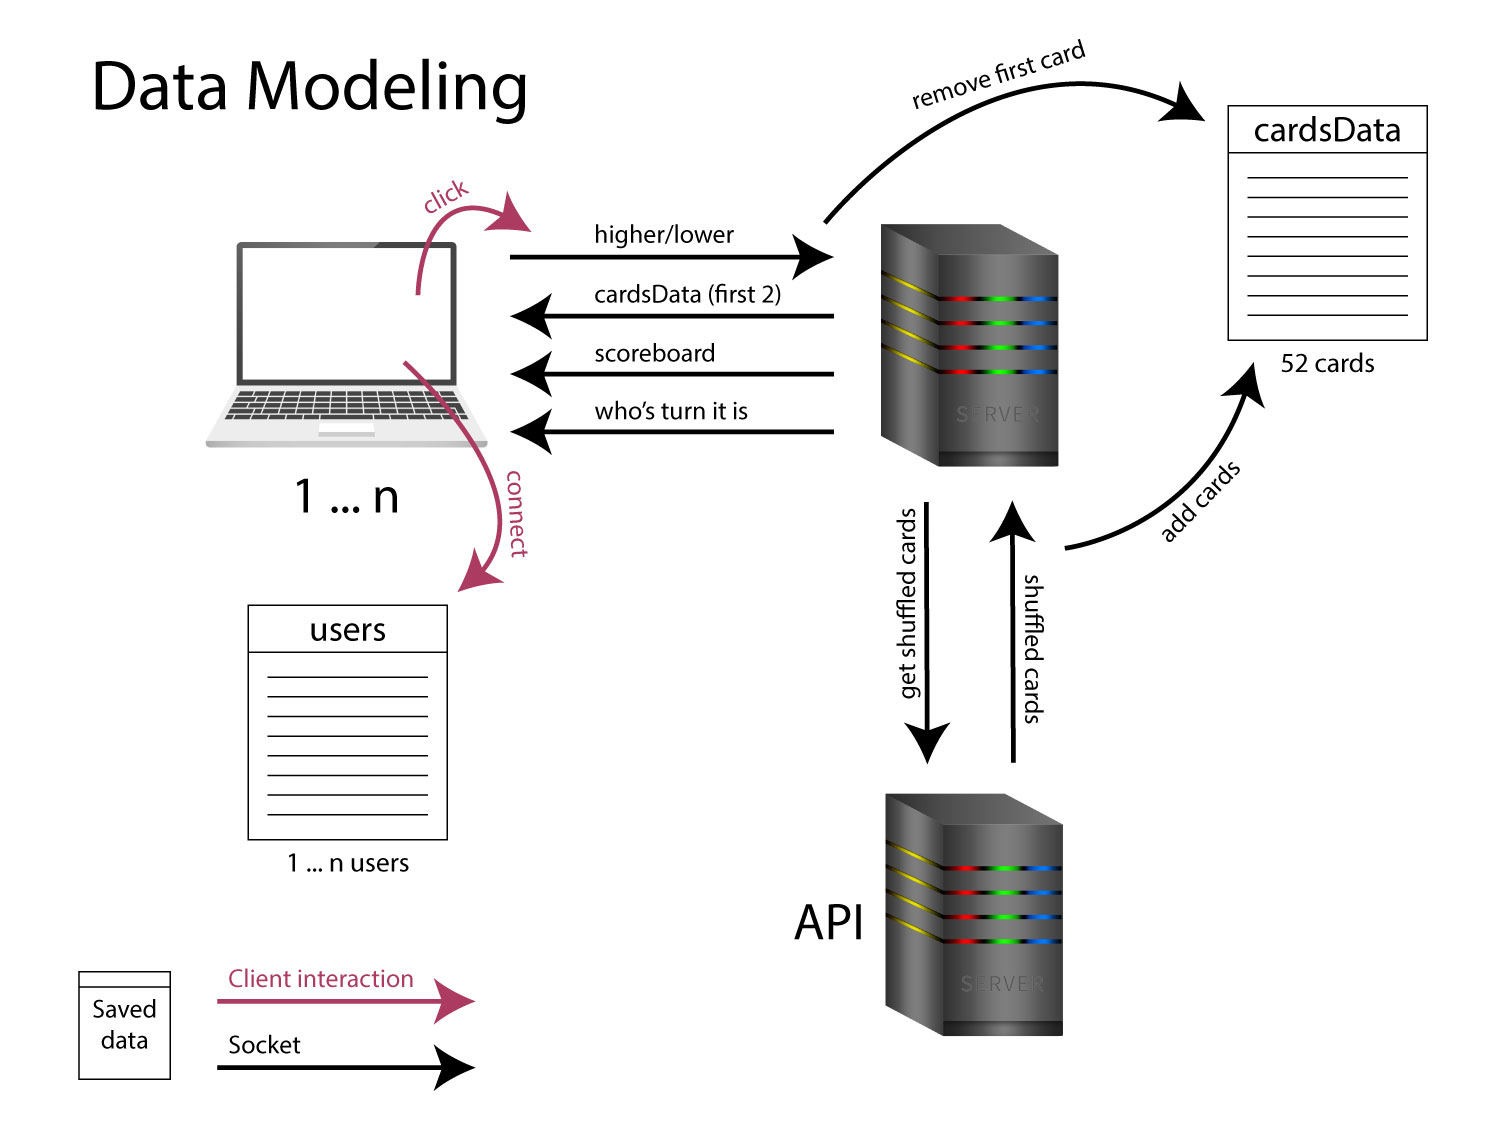 Data Modeling
remove first card
cardsData
52 cards
click
higher/lower
cardsData (first 2)
scoreboard
who's turn it is
SERVER
1 ... n
connect
add cards
get shuffled cards
shuffled cards
users
1 ... n users
API
SERVER
Saved
data
Client interaction
Socket